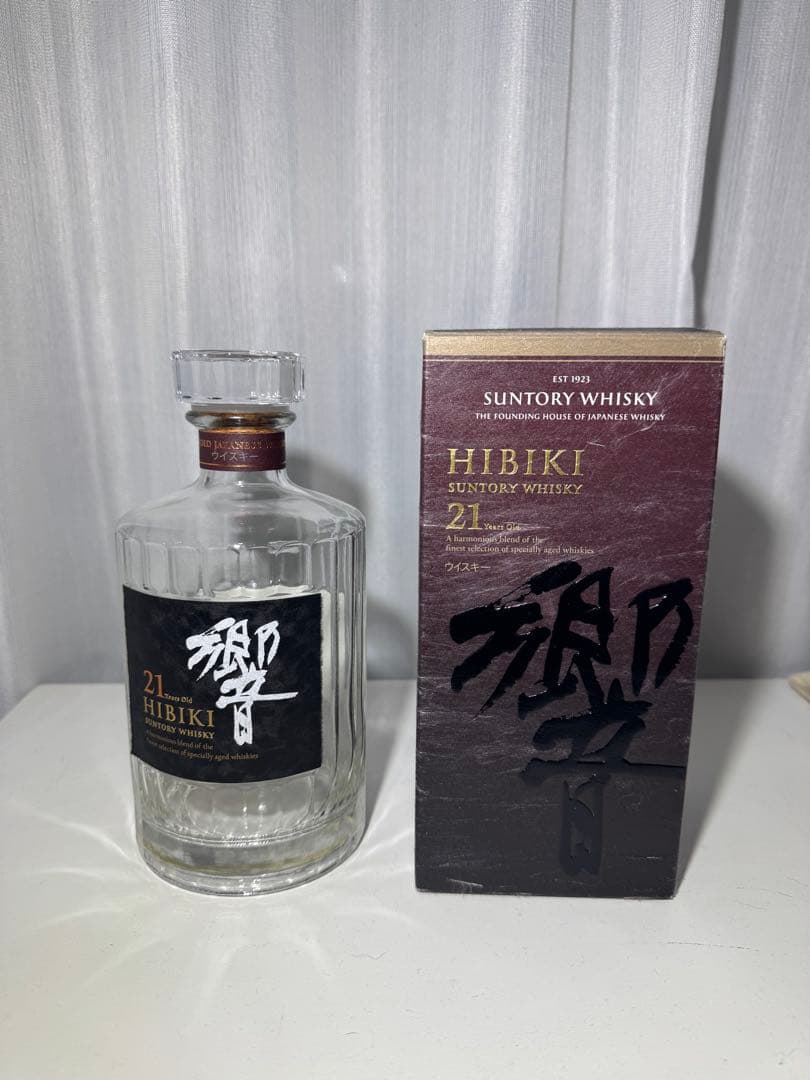 JAPANESE
ウイスキー
響
21 Years Old
HIBIKI
SUNTORY WHISKY
A harmonious blend of the
finest selection of specially aged whiskies
EST 1923
SUNTORY WHISKY
THE FOUNDING HOUSE OF JAPANESE WHISKY
HIBIKI
SUNTORY WHISKY
21 Years Old
A harmonious blend of the
finest selection of specially aged whiskies
ウイスキー
響